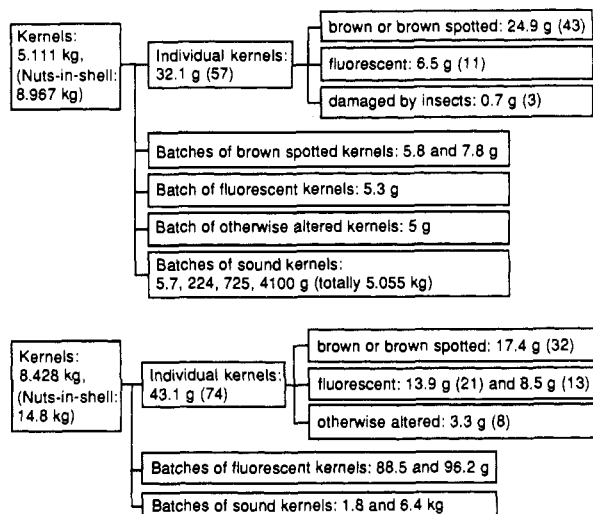 Kernels:
5.111 kg,
(Nuts-in-shell:
8.967 kg)
Individual kernels:
32.1 g (57)
brown or brown spotted: 24.9 g (43)
fluorescent: 6.5 g (11)
damaged by insects: 0.7 g (3)
Batches of brown spotted kernels: 5.8 and 7.8 g
Batch of fluorescent kernels: 5.3 g
Batch of otherwise altered kernels: 5 g
Batches of sound kernels:
5.7, 224, 725, 4100 g (totally 5.055 kg)
Kernels:
8.428 kg,
(Nuts-in-shell:
14.8 kg)
Individual kernels:
43.1 g (74)
brown or brown spotted: 17.4 g (32)
fluorescent: 13.9 g (21) and 8.5 g (13)
otherwise altered: 3.3 g (8)
Batches of fluorescent kernels: 88.5 and 96.2 g
Batches of sound kernels: 1.8 and 6.4 kg